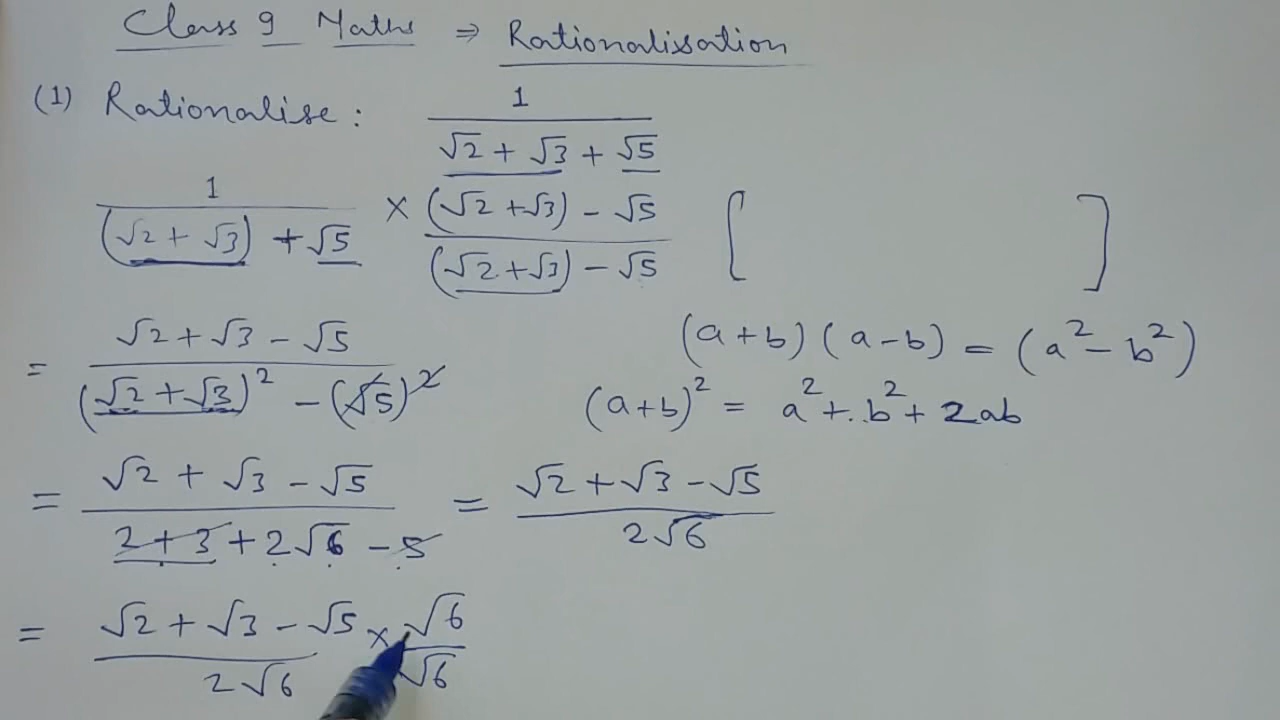 Class 9 Maths ⇒ Rationalisation
(1) Rationalise: 1 / (√2 + √3 + √5)
1 / ((√2 + √3) + √5) × ((√2 + √3) - √5) / ((√2 + √3) - √5) [ ]
= (√2 + √3 - √5) / ((√2 + √3)² - (√5)²)
(a + b) (a - b) = (a² - b²)
(a + b)² = a² + b² + 2ab
= (√2 + √3 - √5) / (2 + 3 + 2√6 - 5) = (√2 + √3 - √5) / (2√6)
= (√2 + √3 - √5) / (2√6) × √6 / √6